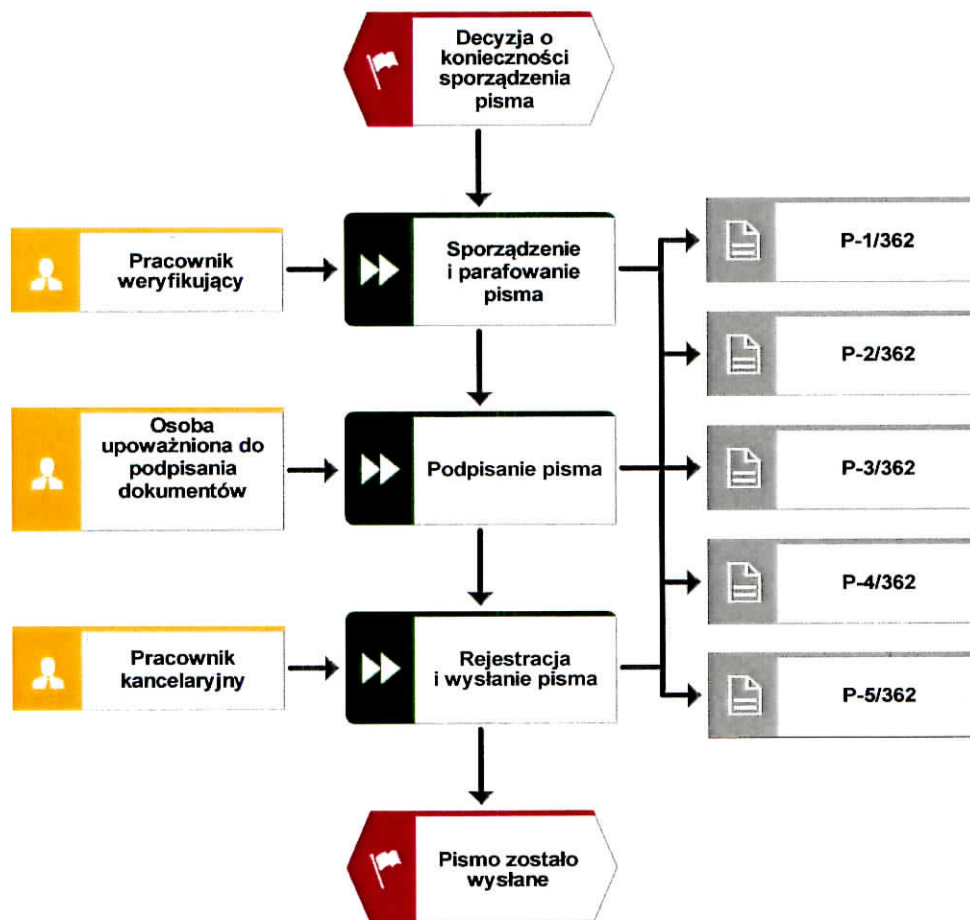 Decyzja o
konieczności
sporządzenia
pisma
Pracownik
weryfikujący
Sporządzenie
i parafowanie
pisma
P-1/362
P-2/362
Osoba
upoważniona do
podpisania
dokumentów
Podpisanie pisma
P-3/362
P-4/362
Pracownik
kancelaryjny
Rejestracja
i wysłanie pisma
P-5/362
Pismo zostało
wysłane